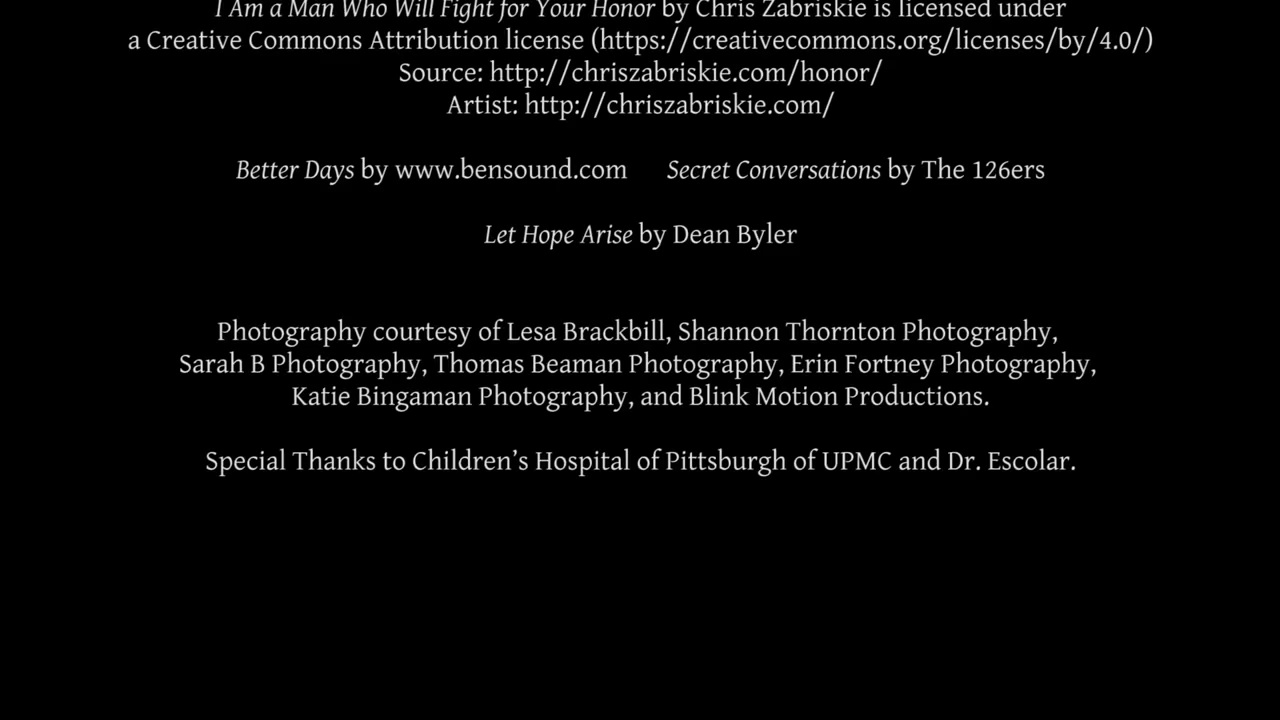 I Am a Man Who Will Fight for Your Honor by Chris Zabriskie is licensed under
a Creative Commons Attribution license (https://creativecommons.org/licenses/by/4.0/)
Source: http://chriszabriskie.com/honor/
Artist: http://chriszabriskie.com/
Better Days by www.bensound.com Secret Conversations by The 126ers
Let Hope Arise by Dean Byler
Photography courtesy of Lesa Brackbill, Shannon Thornton Photography,
Sarah B Photography, Thomas Beaman Photography, Erin Fortney Photography,
Katie Bingaman Photography, and Blink Motion Productions.
Special Thanks to Children’s Hospital of Pittsburgh of UPMC and Dr. Escolar.